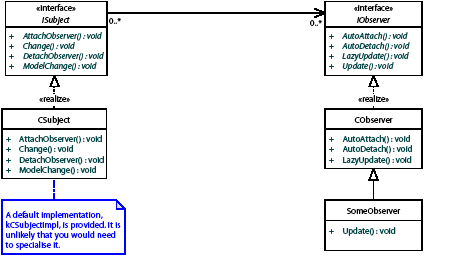 «interface»
ISubject
+ AttachObserver() : void
+ Change() : void
+ DetachObserver() : void
+ ModelChange() : void
0..*
0..*
«interface»
IObserver
+ AutoAttach() : void
+ AutoDetach() : void
+ LazyUpdate() : void
+ Update() : void
«realize»
«realize»
CSubject
+ AttachObserver() : void
+ Change() : void
+ DetachObserver() : void
+ ModelChange() : void
CObserver
+ AutoAttach() : void
+ AutoDetach() : void
+ LazyUpdate() : void
A default implementation,
kCSubjectImpl, is provided. It is
unlikely that you would need
to specialise it.
SomeObserver
+ Update() : void